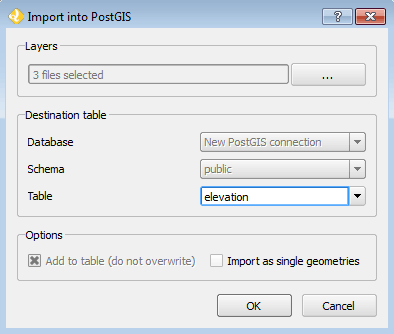 Import into PostGIS
Layers
3 files selected
...
Destination table
Database New PostGIS connection
Schema public
Table elevation
Options
Add to table (do not overwrite) Import as single geometries
OK Cancel